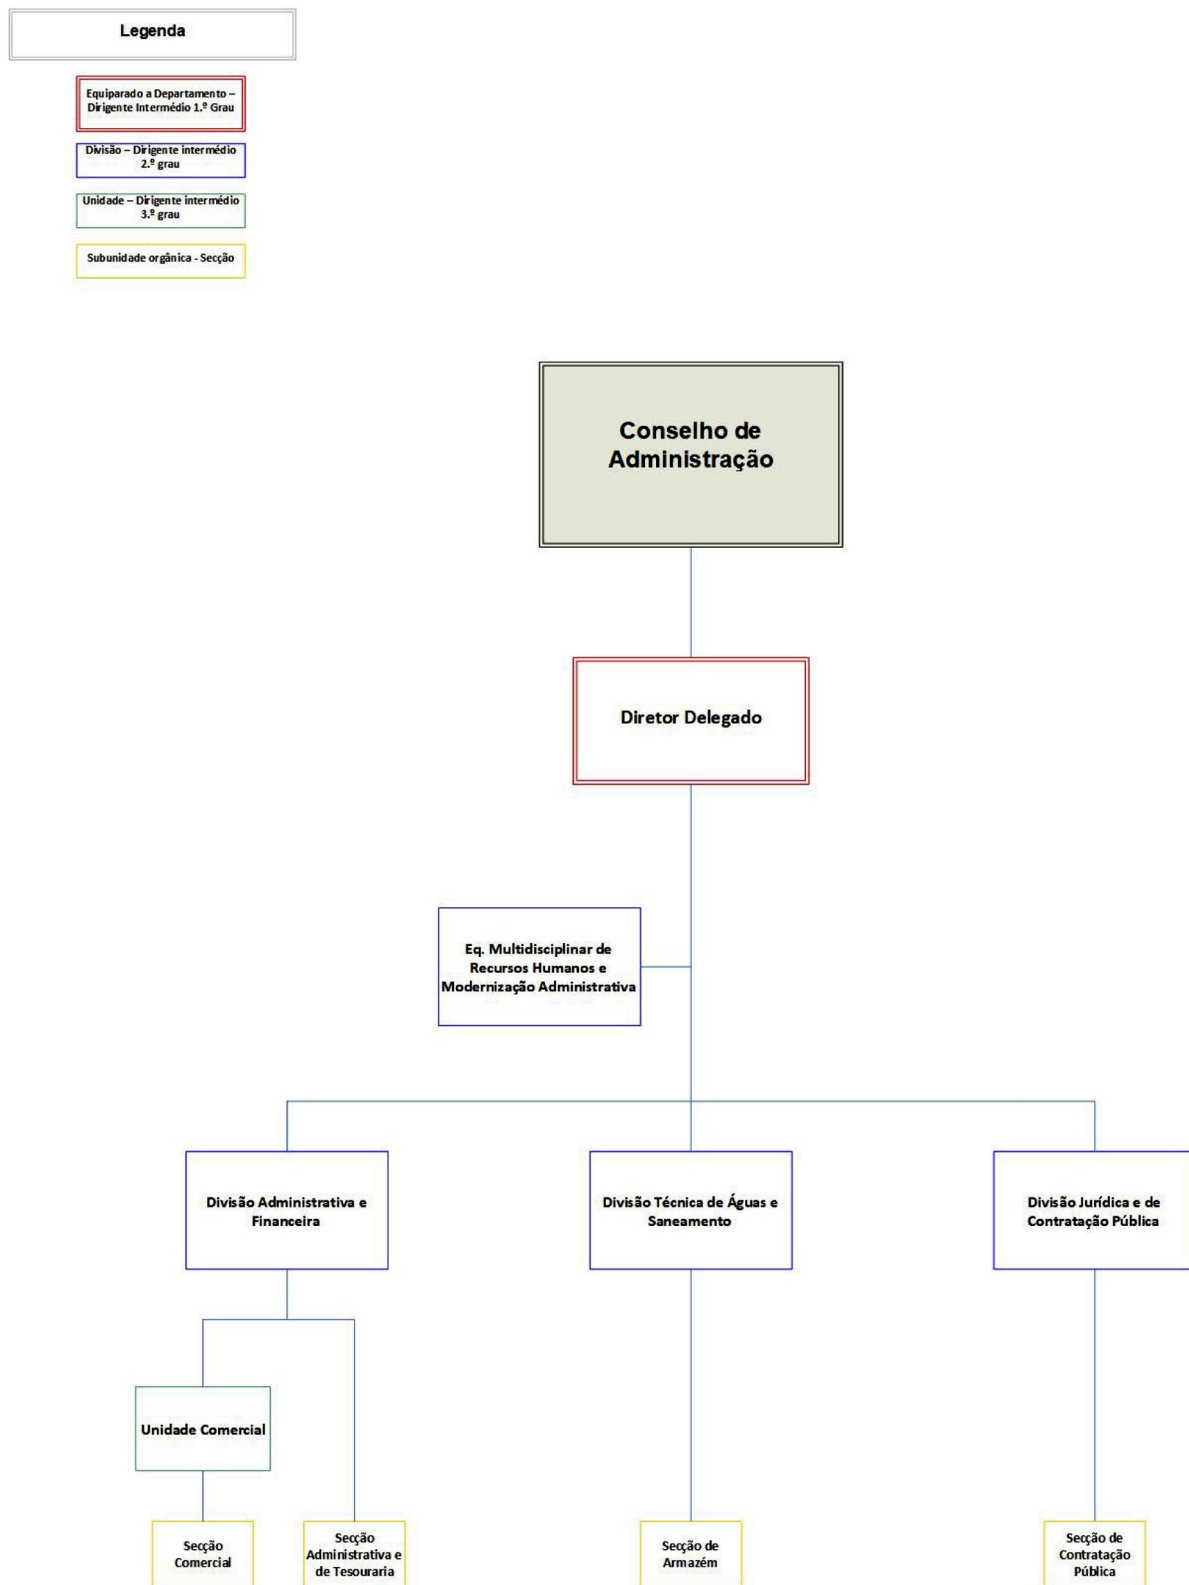 Legenda
Equiparado a Departamento –
Dirigente Intermédio 1.º Grau
Divisão – Dirigente intermédio
2.º grau
Unidade – Dirigente intermédio
3.º grau
Subunidade orgânica - Secção
Conselho de
Administração
Diretor Delegado
Eq. Multidisciplinar de
Recursos Humanos e
Modernização Administrativa
Divisão Administrativa e
Financeira
Divisão Técnica de Águas e
Saneamento
Divisão Jurídica e de
Contratação Pública
Unidade Comercial
Secção
Comercial
Secção
Administrativa e
de Tesouraria
Secção de
Armazém
Secção de
Contratação
Pública